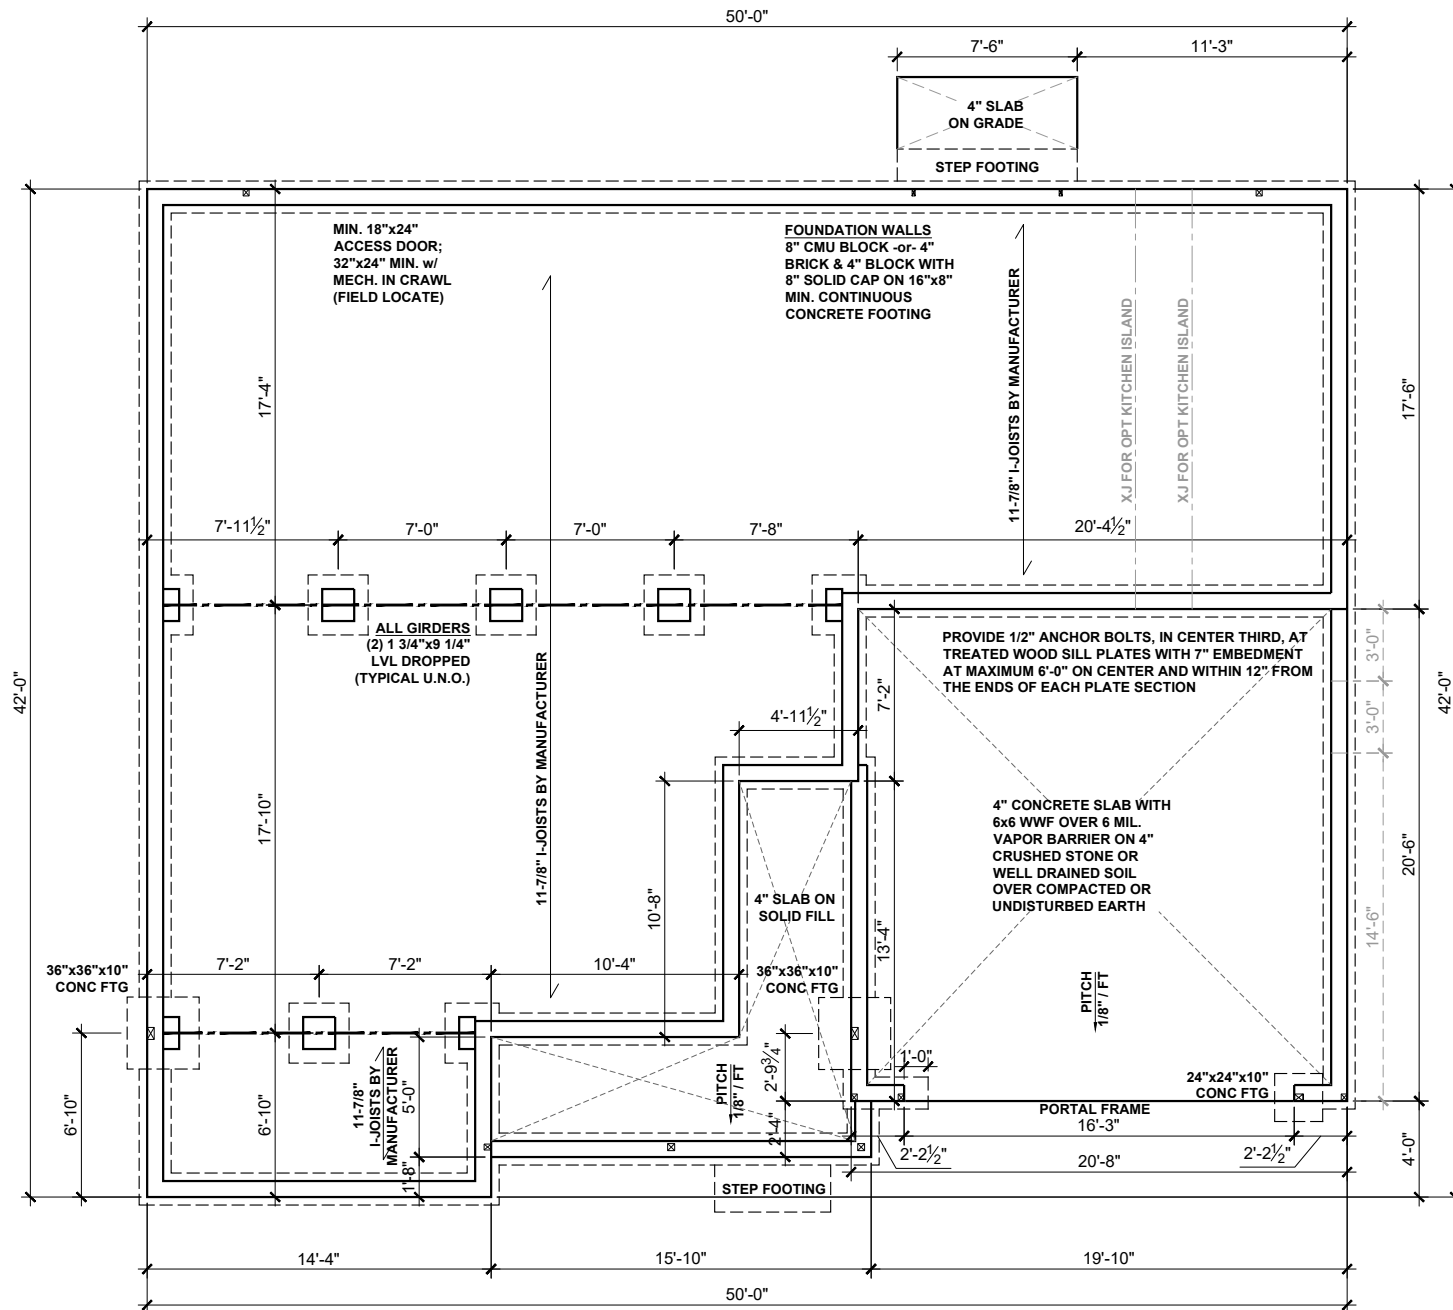 50'-0"
7'-6"
11'-3"
4" SLAB
ON GRADE
STEP FOOTING
MIN. 18"x24"
ACCESS DOOR;
32"x24" MIN. w/
MECH. IN CRAWL
(FIELD LOCATE)
FOUNDATION WALLS
8" CMU BLOCK -or- 4"
BRICK & 4" BLOCK WITH
8" SOLID CAP ON 16"x8"
MIN. CONTINUOUS
CONCRETE FOOTING
11-7/8" I-JOISTS BY MANUFACTURER
XJ FOR OPT KITCHEN ISLAND
XJ FOR OPT KITCHEN ISLAND
17'-4"
17'-6"
42'-0"
42'-0"
7'-11½"
7'-0"
7'-0"
7'-8"
20'-4½"
ALL GIRDERS
(2) 1 3/4"x9 1/4"
LVL DROPPED
(TYPICAL U.N.O.)
11-7/8" I-JOISTS BY MANUFACTURER
PROVIDE 1/2" ANCHOR BOLTS, IN CENTER THIRD, AT
TREATED WOOD SILL PLATES WITH 7" EMBEDMENT
AT MAXIMUM 6'-0" ON CENTER AND WITHIN 12" FROM
THE ENDS OF EACH PLATE SECTION
3'-0"
3'-0"
7'-2"
4'-11½"
17'-10"
10'-8"
4" SLAB ON
SOLID FILL
13'-4"
4" CONCRETE SLAB WITH
6x6 WWF OVER 6 MIL.
VAPOR BARRIER ON 4"
CRUSHED STONE OR
WELL DRAINED SOIL
OVER COMPACTED OR
UNDISTURBED EARTH
20'-6"
14'-6"
36"x36"x10"
CONC FTG
7'-2"
7'-2"
10'-4"
36"x36"x10"
CONC FTG
PITCH
1/8" / FT
6'-10"
6'-10"
11-7/8"
I-JOISTS BY
MANUFACTURER
5'-0"
1'-8"
PITCH
1/8" / FT
2'-9¾"
2'-4"
1'-0"
24"x24"x10"
CONC FTG
PORTAL FRAME
16'-3"
2'-2½"
2'-2½"
20'-8"
4'-0"
STEP FOOTING
14'-4"
15'-10"
19'-10"
50'-0"